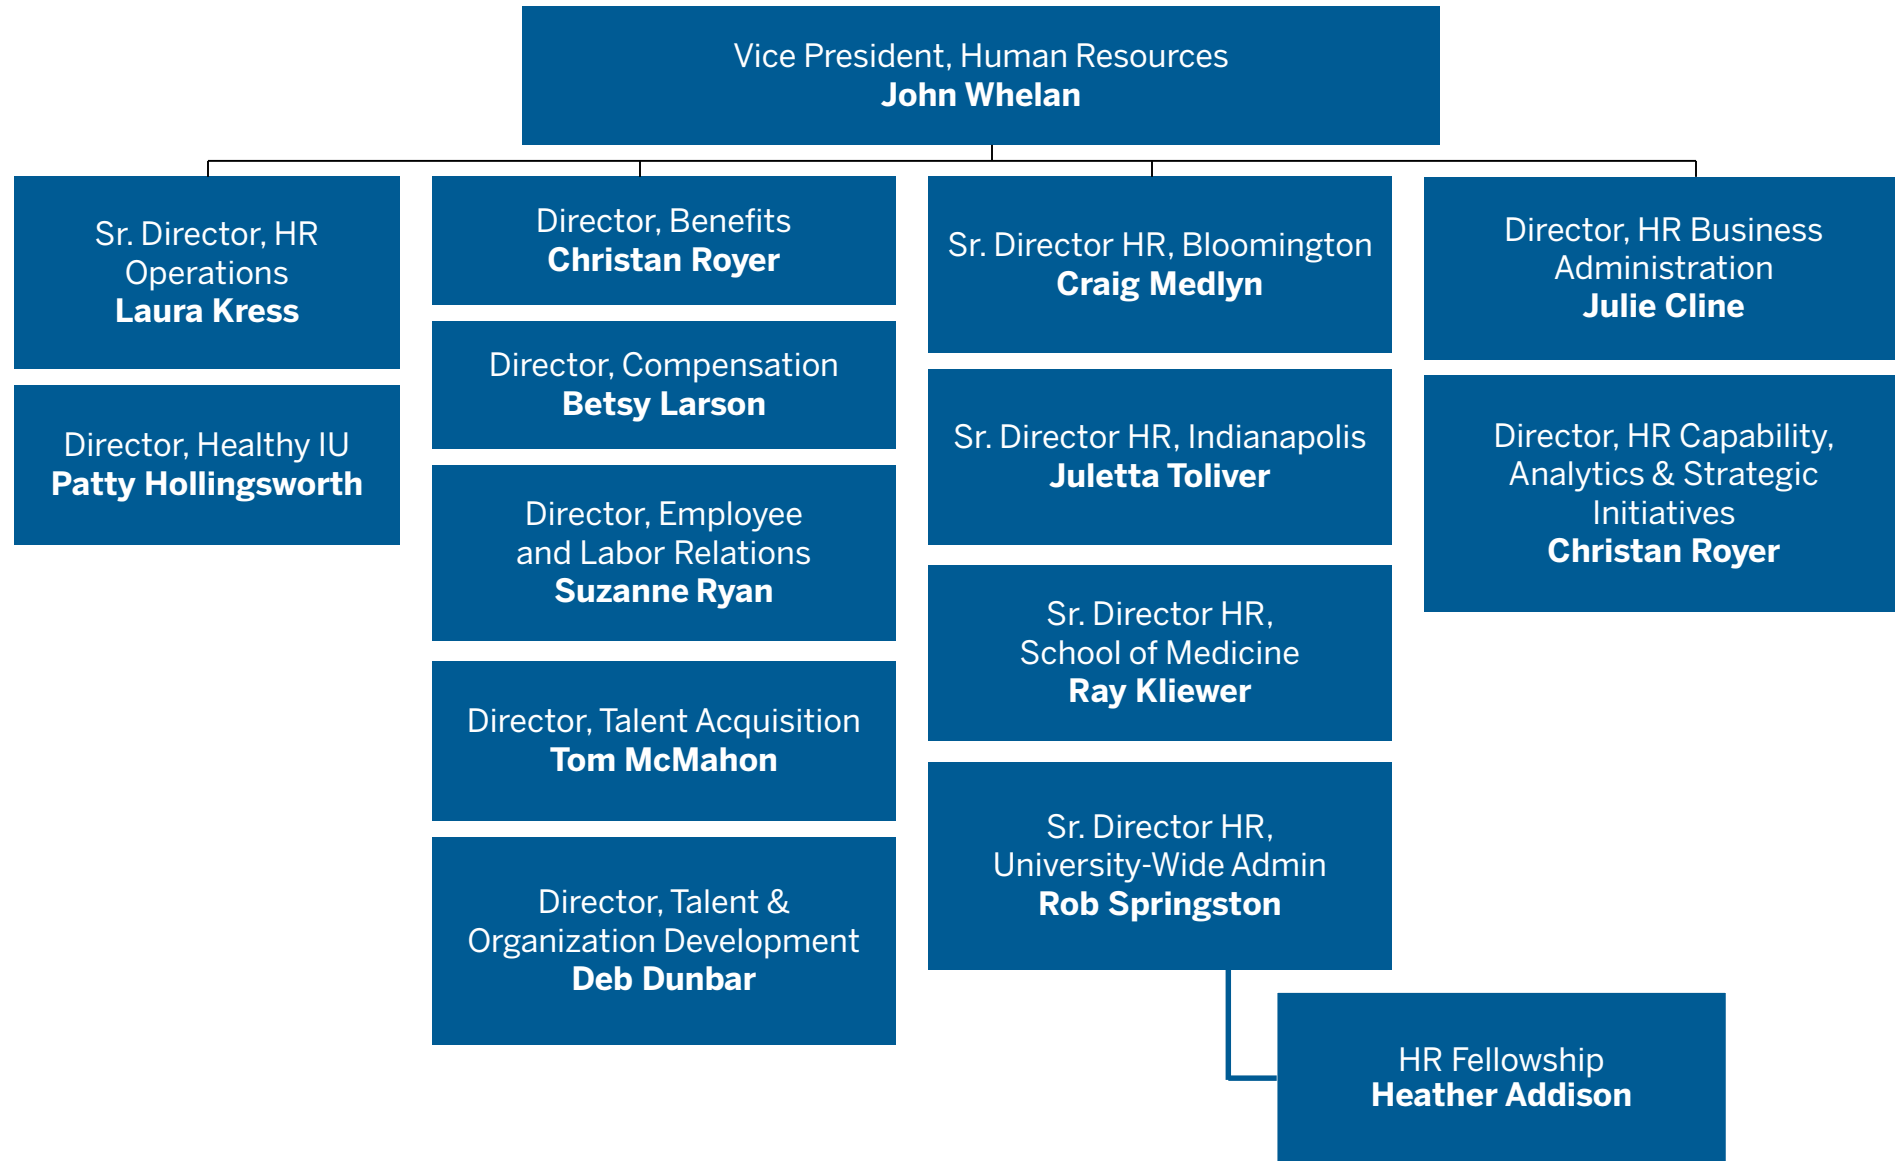 Vice President, Human Resources
John Whelan
Sr. Director, HR
Operations
Laura Kress
Director, Healthy IU
Patty Hollingsworth
Director, Benefits
Christan Royer
Director, Compensation
Betsy Larson
Director, Employee
and Labor Relations
Suzanne Ryan
Director, Talent Acquisition
Tom McMahon
Director, Talent &
Organization Development
Deb Dunbar
Sr. Director HR, Bloomington
Craig Medlyn
Sr. Director HR, Indianapolis
Juletta Toliver
Sr. Director HR,
School of Medicine
Ray Kliewer
Sr. Director HR,
University-Wide Admin
Rob Springston
HR Fellowship
Heather Addison
Director, HR Business
Administration
Julie Cline
Director, HR Capability,
Analytics & Strategic
Initiatives
Christan Royer